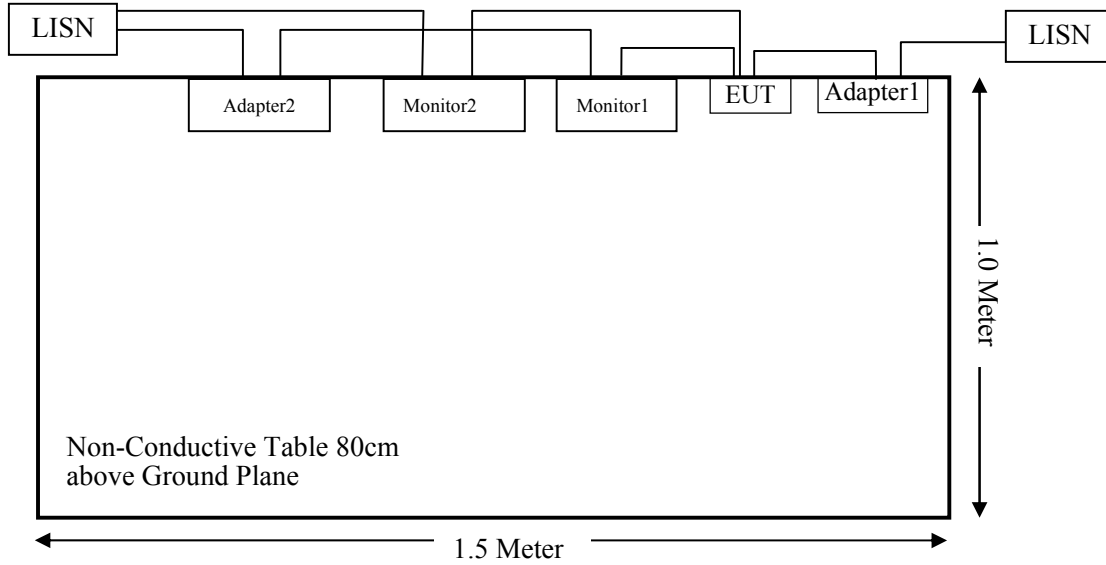 LISN
LISN
Adapter2
Monitor2
Monitor1
EUT
Adapter1
1.0 Meter
Non-Conductive Table 80cm
above Ground Plane
1.5 Meter